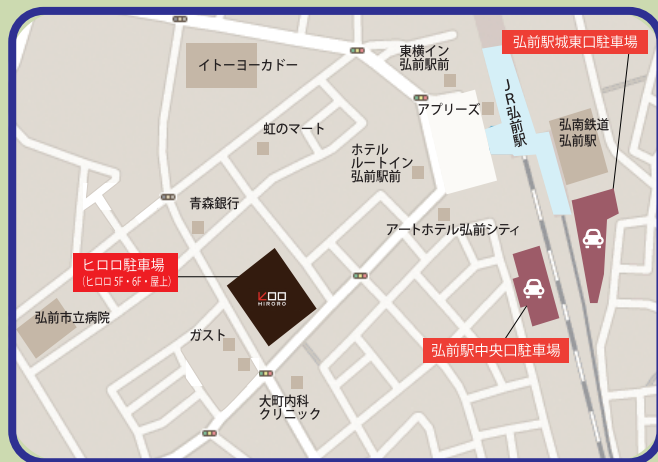 弘前駅城東口駐車場
東横イン
弘前駅前
イトーヨーカドー
アプリーズ
JR弘前駅
弘南鉄道
弘前駅
虹のマート
ホテル
ルートイン
弘前駅前
青森銀行
アートホテル弘前シティ
ヒロロ駐車場
(ヒロロ 5F・6F・屋上)
HIRORO
弘前市立病院
ガスト
弘前駅中央口駐車場
大町内科
クリニック